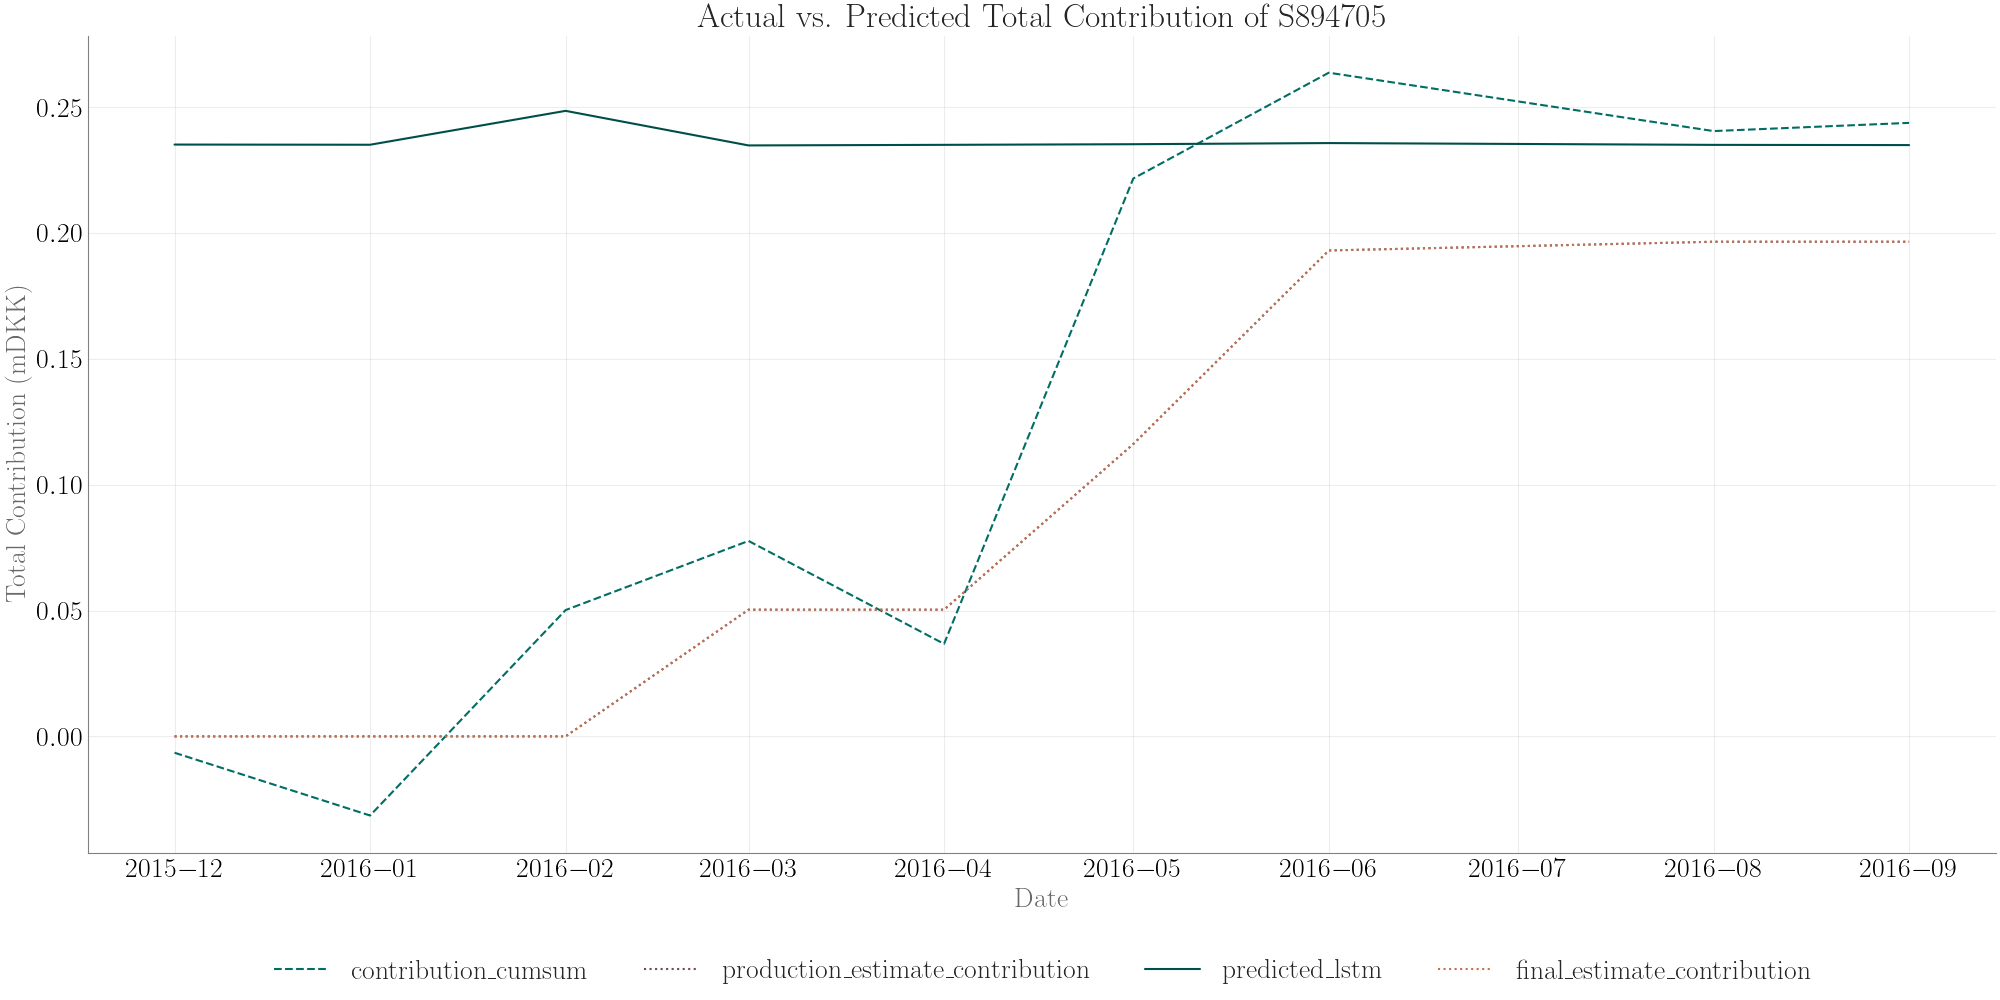 Actual vs. Predicted Total Contribution of S894705
Total Contribution (mDKK)
0.25
0.20
0.15
0.10
0.05
0.00
2015–12 2016–01 2016–02 2016–03 2016–04 2016–05 2016–06 2016–07 2016–08 2016–09
Date
contribution_cumsum production_estimate_contribution predicted_lstm final_estimate_contribution